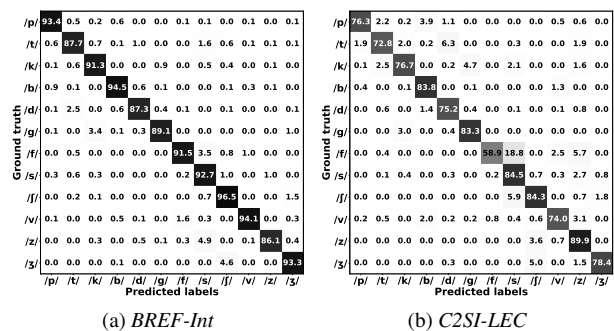 /p/ 93.4 0.5 0.2 0.6 0.0 0.0 0.1 0.0 0.0 0.1 0.0 0.0
/t/ 0.6 87.7 0.7 0.1 1.0 0.0 0.0 1.6 0.6 0.1 0.1 0.0
/k/ 0.1 0.6 91.3 0.1 0.0 0.9 0.0 0.5 0.4 0.0 0.1 0.0
/b/ 0.9 0.1 0.0 94.5 0.6 0.0 0.1 0.0 0.1 0.3 0.1 0.0
/d/ 0.1 2.5 0.0 0.6 87.3 0.4 0.1 0.1 0.0 0.1 0.1 0.0
/g/ 0.1 0.0 3.4 0.1 0.3 89.1 0.0 0.0 0.0 0.0 0.0 1.0
/f/ 0.0 0.5 0.0 0.0 0.0 0.0 91.5 3.5 0.8 1.0 0.0 0.0
/s/ 0.0 0.6 0.3 0.0 0.0 0.0 0.2 92.7 1.0 0.0 1.0 0.0
/ʃ/ 0.0 0.0 0.0 0.0 0.0 0.0 0.0 0.7 96.5 0.0 0.0 1.5
/v/ 0.1 0.0 0.0 0.5 0.1 0.0 1.6 0.3 0.0 94.1 0.3 0.0
/z/ 0.0 0.0 0.3 0.0 0.5 0.1 0.3 4.9 0.0 0.1 86.1 0.4
/ʒ/ 0.0 0.0 0.0 0.0 0.0 0.0 0.0 0.0 4.6 0.0 0.0 93.3
/p/ /t/ /k/ /b/ /d/ /g/ /f/ /s/ /ʃ/ /v/ /z/ /ʒ/
Ground truth
Predicted labels
(a) BREF-Int
/p/ 76.3 2.2 0.2 3.9 1.1 0.0 0.0 0.0 0.0 0.5 0.6 0.0
/t/ 1.9 72.8 2.0 0.2 6.3 0.0 0.0 0.3 0.0 0.0 1.9 0.0
/k/ 0.1 2.5 76.7 0.2 0.0 4.7 0.0 2.1 0.0 0.1 0.0 0.0
/b/ 0.4 0.0 0.1 83.8 0.0 0.0 0.0 0.0 0.0 1.3 0.0 0.0
/d/ 0.0 0.6 0.0 1.4 75.2 0.0 0.4 0.0 0.1 0.0 0.8 0.0
/g/ 0.0 0.0 3.0 0.0 0.4 83.3 0.0 0.0 0.0 0.0 0.0 0.0
/f/ 0.0 0.4 0.0 0.0 0.0 0.0 58.9 18.8 0.0 2.5 5.7 0.0
/s/ 0.0 0.1 0.4 0.0 0.3 0.0 0.2 84.5 0.7 0.3 2.7 0.8
/ʃ/ 0.0 0.0 0.0 0.0 0.0 0.0 0.0 5.9 84.3 0.0 0.7 1.8
/v/ 0.2 0.5 0.0 2.0 0.2 0.2 0.8 0.4 0.6 74.0 3.1 0.0
/z/ 0.0 0.0 0.0 0.0 0.0 0.0 0.0 0.0 3.6 0.7 89.9 0.0
/ʒ/ 0.0 0.0 0.0 0.0 0.0 0.0 0.0 0.0 5.0 0.0 1.5 78.4
/p/ /t/ /k/ /b/ /d/ /g/ /f/ /s/ /ʃ/ /v/ /z/ /ʒ/
Ground truth
Predicted labels
(b) C2SI-LEC